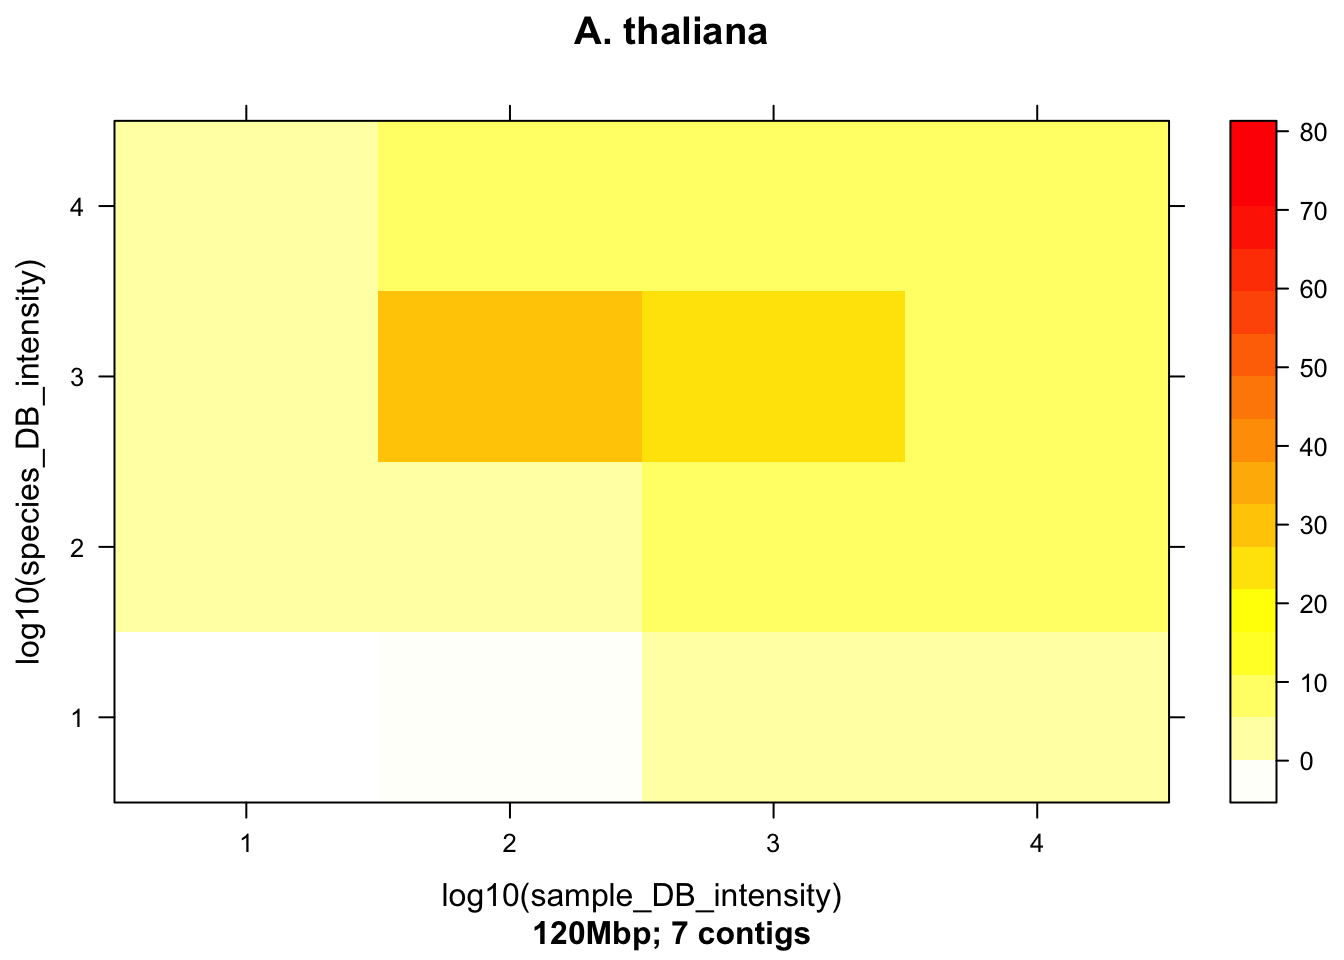 A. thaliana
log10(species_DB_intensity)
4
3
2
1
1 2 3 4
log10(sample_DB_intensity)
120Mbp; 7 contigs
80
70
60
50
40
30
20
10
0